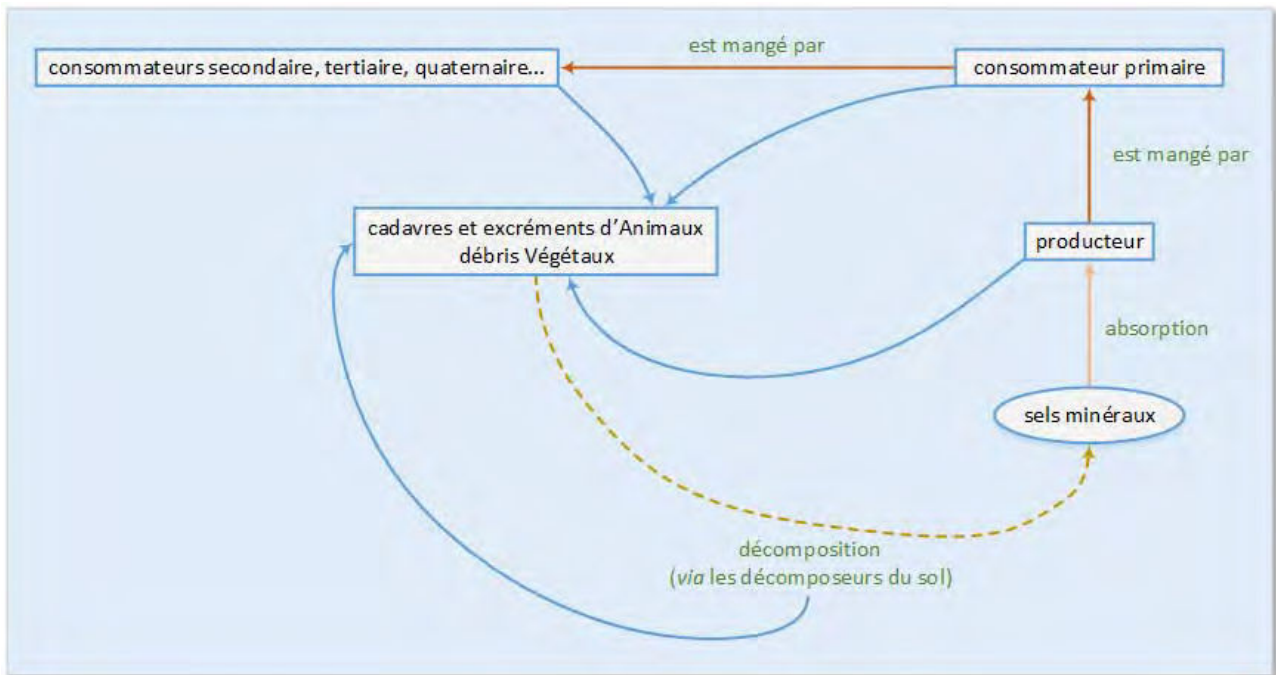 est mangé par
consommateurs secondaire, tertiaire, quaternaire...
consommateur primaire
est mangé par
cadavres et excréments d'Animaux
débris Végétaux
producteur
absorption
sels minéraux
décomposition
(via les décomposeurs du sol)